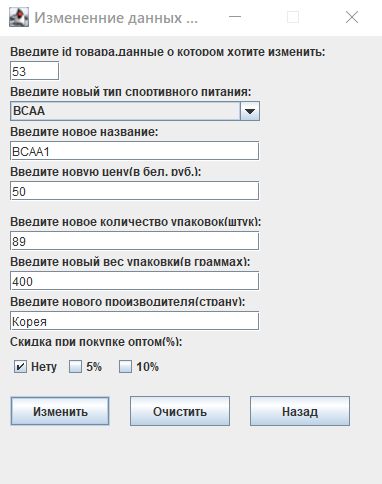 Изменненние данных ...
Введите id товара,данные о котором хотите изменить:
53
Введите новый тип спортивного питания:
BCAA
Введите новое название:
BCAA1
Введите новую цену(в бел. руб.):
50
Введите новое количество упаковок(штук):
89
Введите новый вес упаковки(в граммах):
400
Введите нового производителя(страну):
Корея
Скидка при покупке оптом(%):
Нету 5% 10%
Изменить Очистить Назад